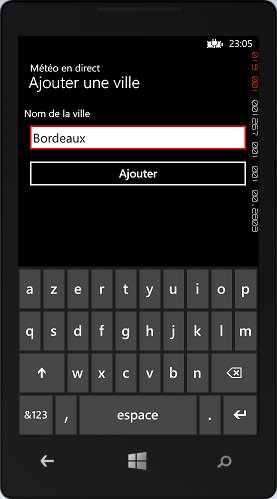 23:05
Météo en direct
Ajouter une ville
Nom de la ville
Bordeaux
Ajouter
a z e r t y u i o p
q s d f g h j k l m
w x c v b n
&123 , espace .